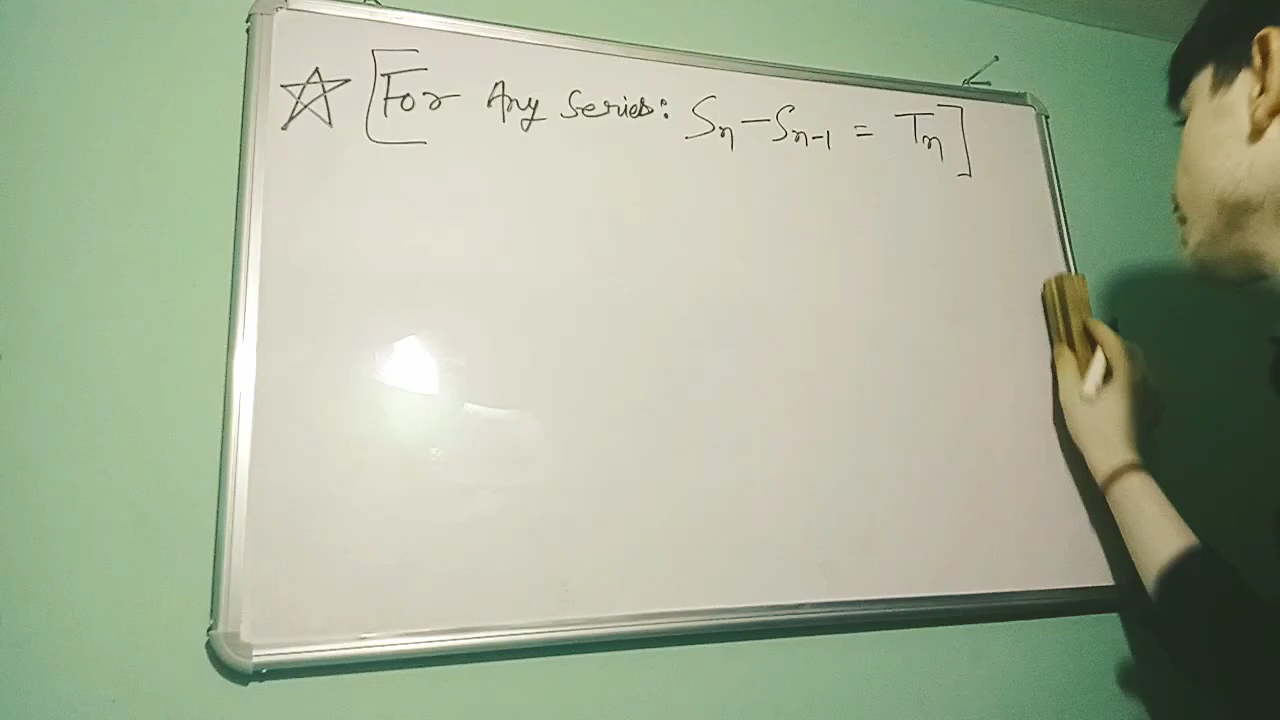 ☆ [For Any Series: Sn - Sn-1 = Tn]